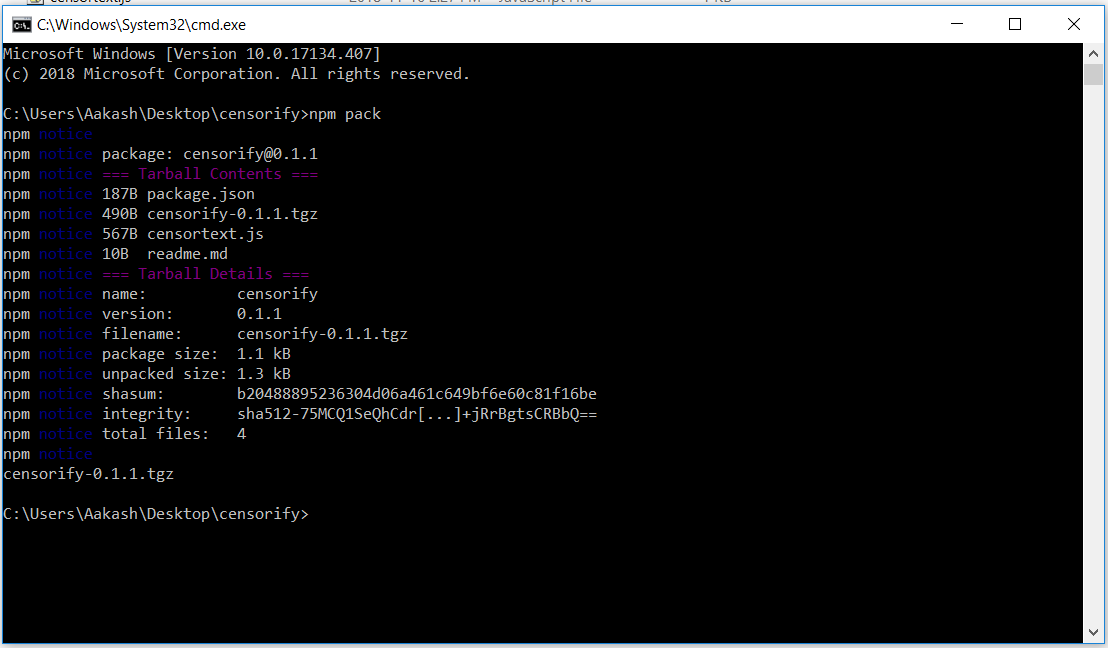 C:\Windows\System32\cmd.exe
Microsoft Windows [Version 10.0.17134.407]
(c) 2018 Microsoft Corporation. All rights reserved.
C:\Users\Aakash\Desktop\censorify>npm pack
npm notice
npm notice package: censorify@0.1.1
npm notice === Tarball Contents ===
npm notice 187B package.json
npm notice 490B censorify-0.1.1.tgz
npm notice 567B censortext.js
npm notice 10B  readme.md
npm notice === Tarball Details ===
npm notice name:          censorify
npm notice version:       0.1.1
npm notice filename:      censorify-0.1.1.tgz
npm notice package size:  1.1 kB
npm notice unpacked size: 1.3 kB
npm notice shasum:        b20488895236304d06a461c649bf6e60c81f16be
npm notice integrity:     sha512-75MCQ1SeQhCdr[...]+jRrBgtsCRBbQ==
npm notice total files:   4
npm notice
censorify-0.1.1.tgz
C:\Users\Aakash\Desktop\censorify>